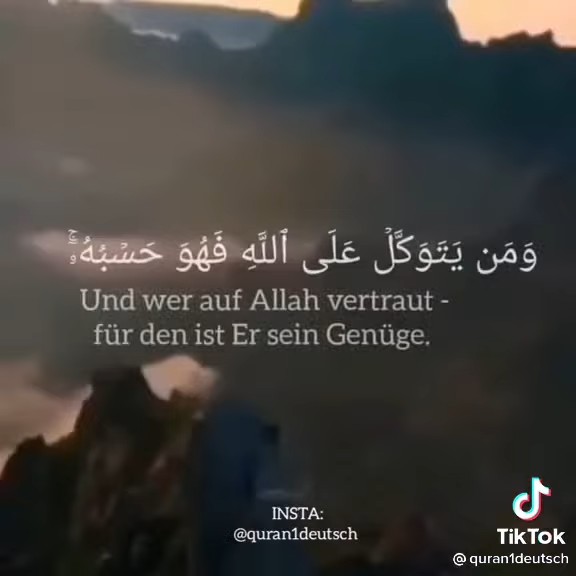 وَمَن يَتَوَكَّلْ عَلَى ٱللَّهِ فَهُوَ حَسْبُهُۥٓ ۚ
Und wer auf Allah vertraut -
für den ist Er sein Genüge.
INSTA:
@quran1deutsch
TikTok
@quran1deutsch